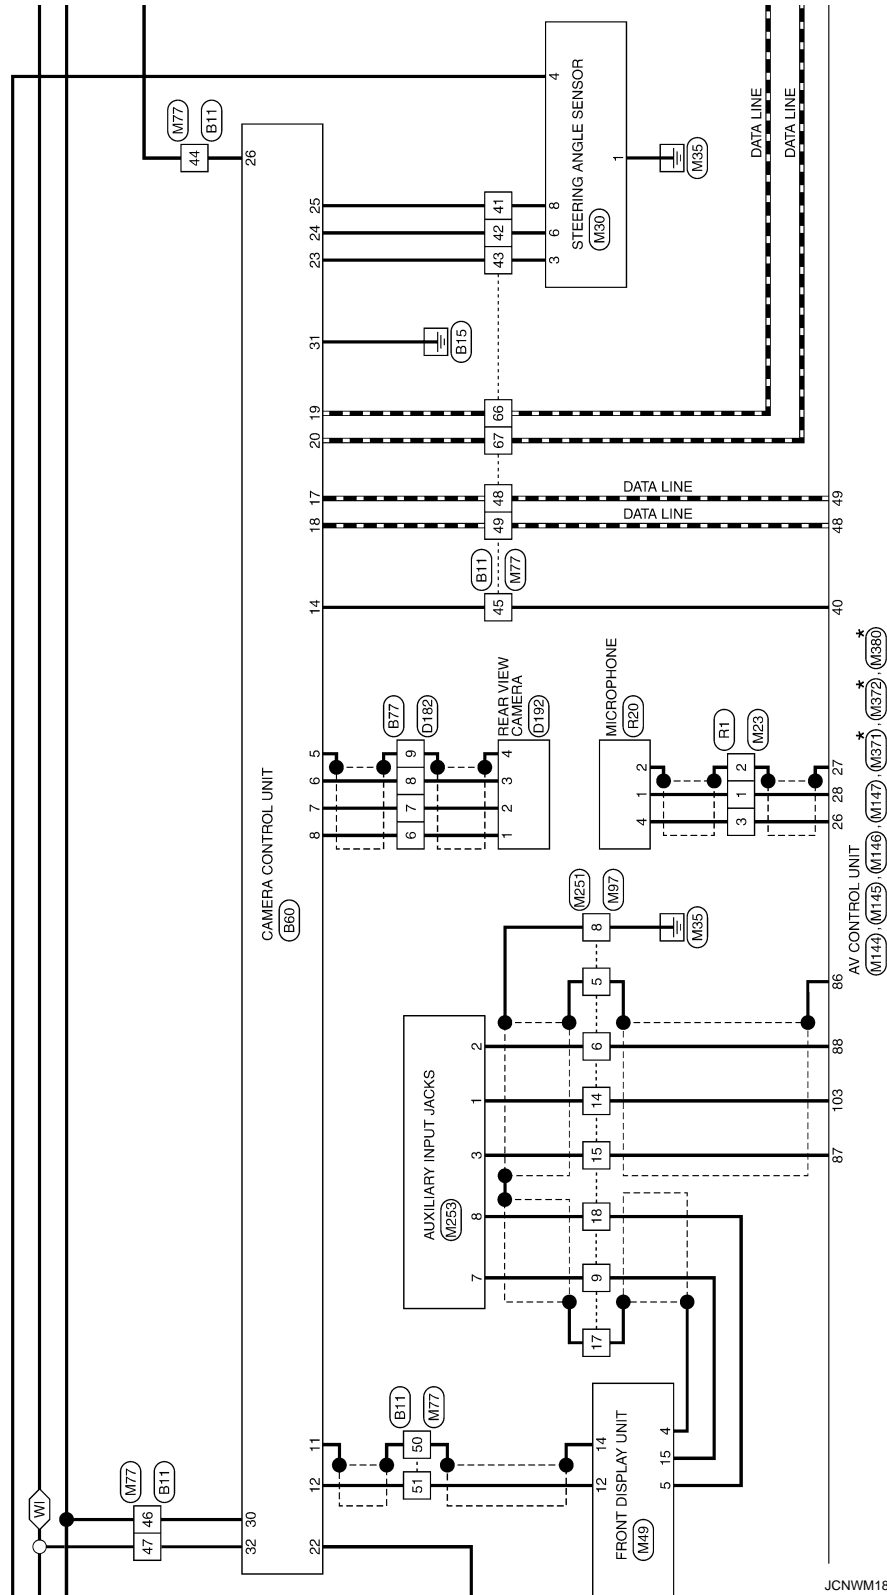 4
M77
B11
44
26
STEERING ANGLE SENSOR
M30
1
M35
DATA LINE
DATA LINE
25
41
8
24
42
6
23
43
3
31
B15
19
66
20
67
17
48
DATA LINE
49
18
49
DATA LINE
48
B11
M77
14
45
40
CAMERA CONTROL UNIT
B60
B77
D182
REAR VIEW
CAMERA
D192
5
9
4
6
8
3
7
7
2
8
6
1
MICROPHONE
R20
R1
M23
2
2
27
1
1
28
4
3
26
AV CONTROL UNIT
M144 , M145 , M146 , M147 , M371 * , M372 * , M380 *
M251
M97
8
M35
5
86
AUXILIARY INPUT JACKS
M253
2
6
88
1
14
103
3
15
87
8
18
7
9
17
B11
M77
11
50
14
12
51
12
FRONT DISPLAY UNIT
M49
4
15
5
WI
M77
B11
46
30
47
32
22
JCNWM18